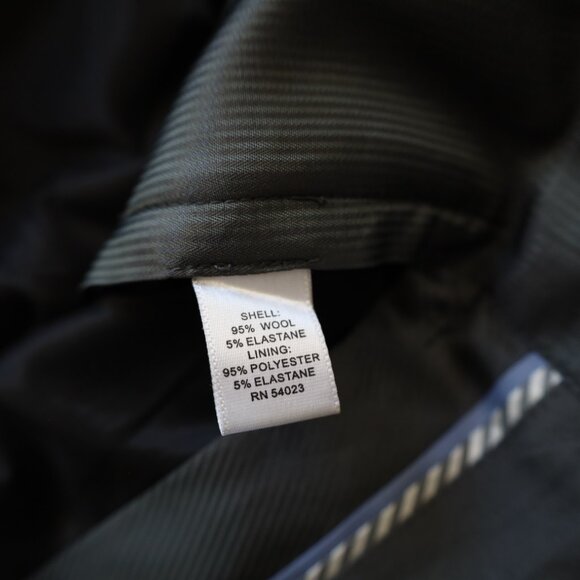 SHELL:
95% WOOL
5% ELASTANE
LINING:
95% POLYESTER
5% ELASTANE
RN 54023